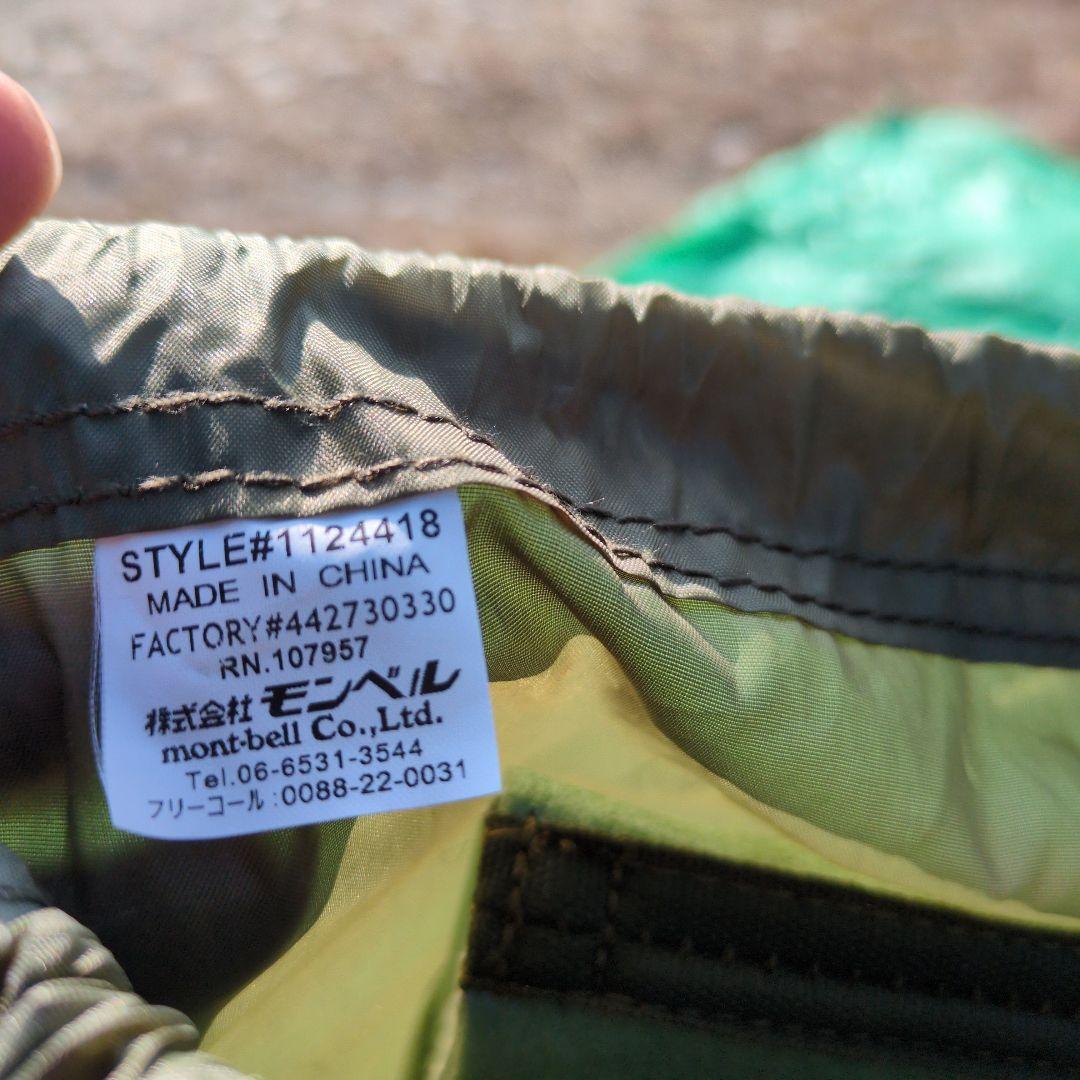 STYLE#1124418
MADE IN CHINA
FACTORY#442730330
RN.107957
株式会社 モンベル
mont-bell Co.,Ltd.
Tel.06-6531-3544
フリーコール:0088-22-0031